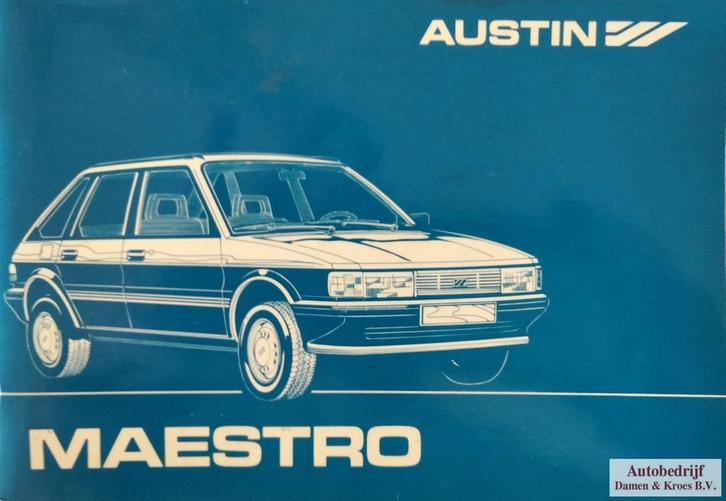 AUSTIN
MAESTRO
Autobedrijf
Damen & Kroes B.V.